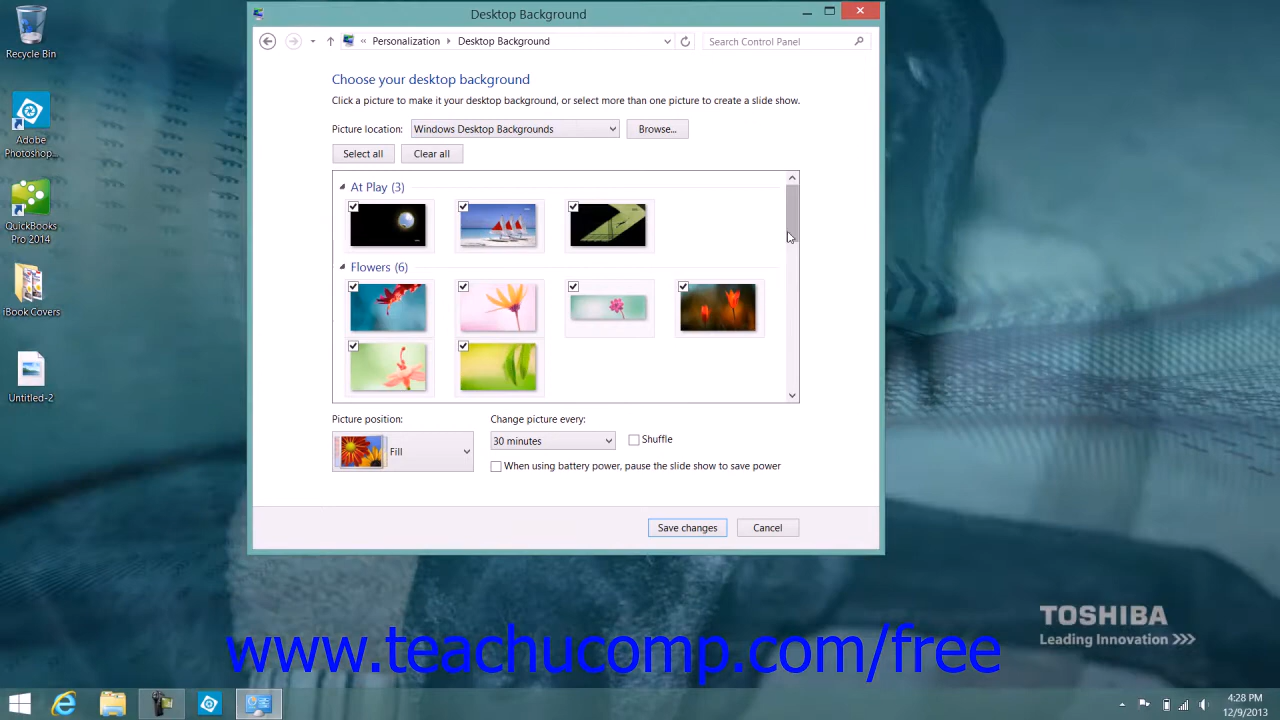 Desktop Background
Recycle Bin
Adobe
Photoshop...
QuickBooks
Pro 2014
iBook Covers
Untitled-2
« Personalization Desktop Background
Search Control Panel
Choose your desktop background
Click a picture to make it your desktop background, or select more than one picture to create a slide show.
Picture location: Windows Desktop Backgrounds Browse...
Select all Clear all
At Play (3)
Flowers (6)
Picture position: Change picture every:
Fill 30 minutes Shuffle
When using battery power, pause the slide show to save power
Save changes Cancel
TOSHIBA
Leading Innovation >>>
www.teachucomp.com/free
4:28 PM
12/9/2013